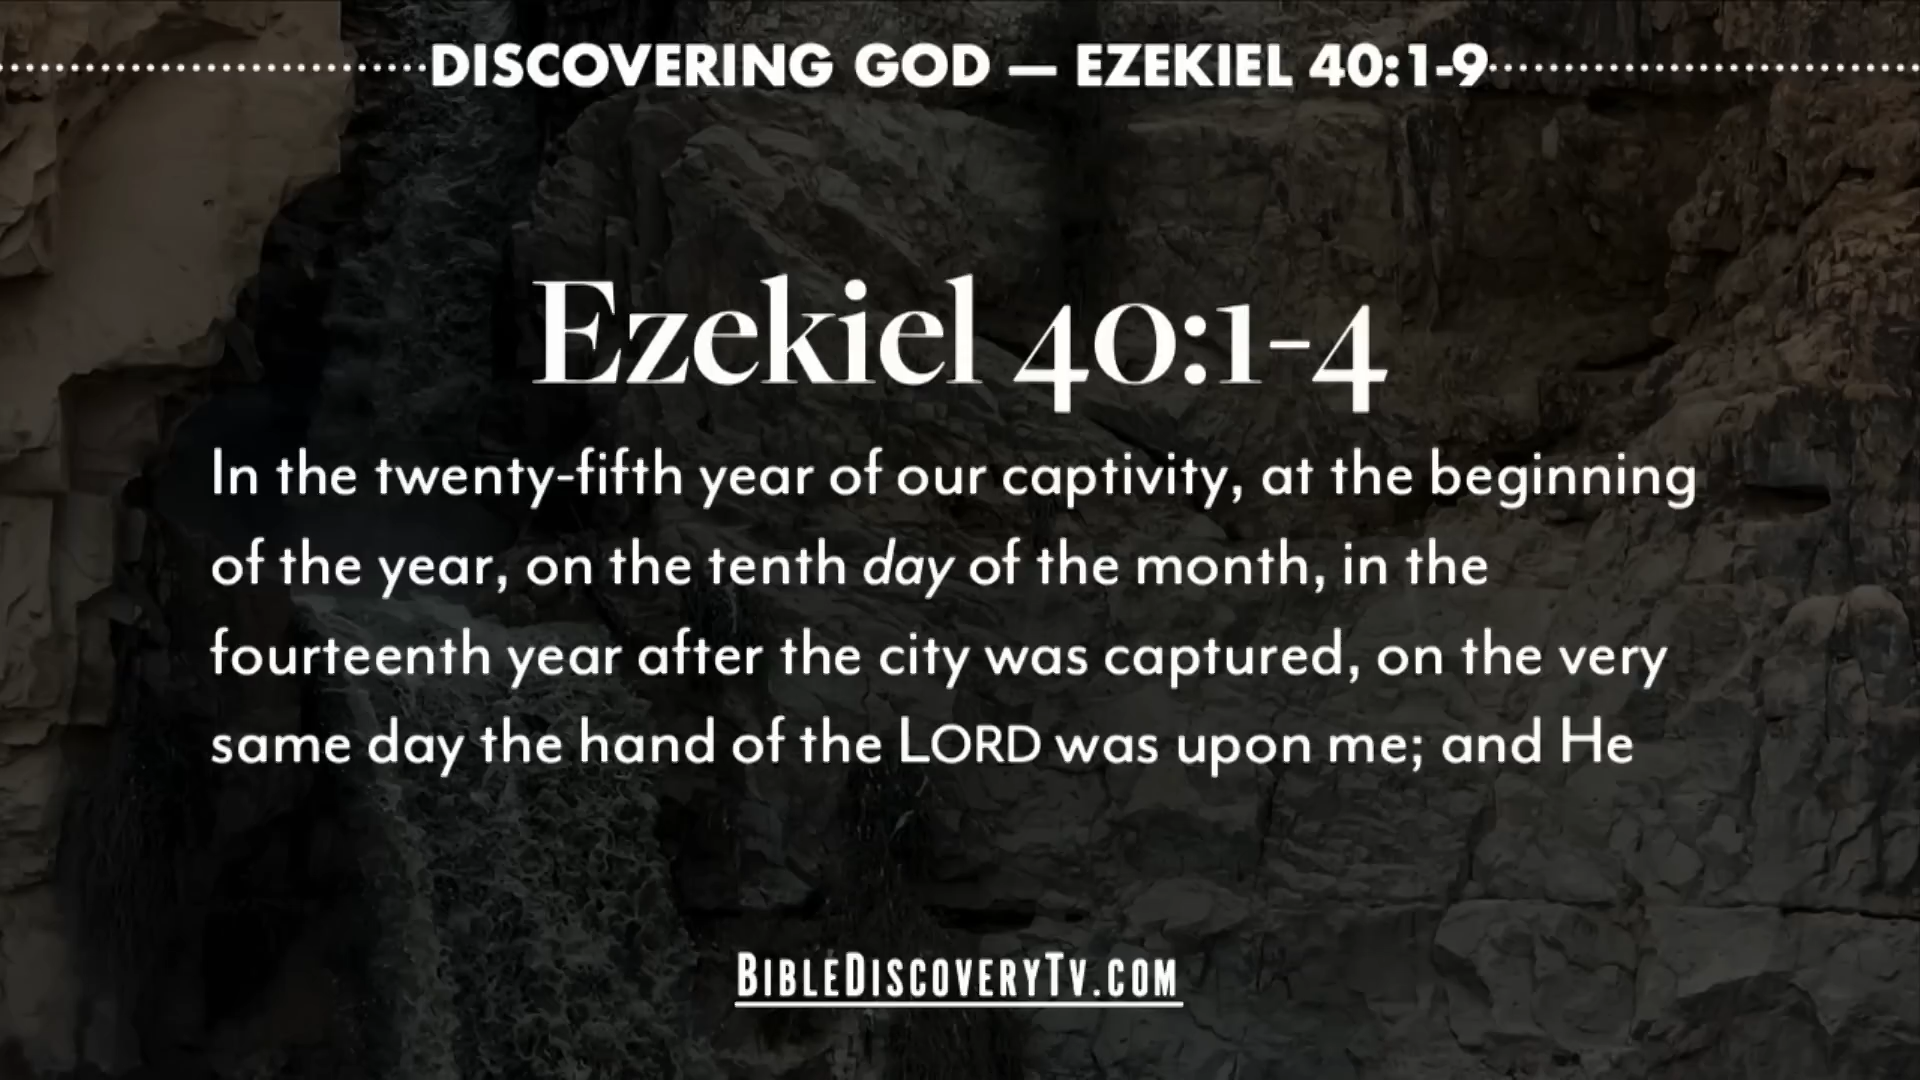 DISCOVERING GOD — EZEKIEL 40:1-9
Ezekiel 40:1-4
In the twenty-fifth year of our captivity, at the beginning
of the year, on the tenth day of the month, in the
fourteenth year after the city was captured, on the very
same day the hand of the LORD was upon me; and He
BIBLEDISCOVERYTV.COM